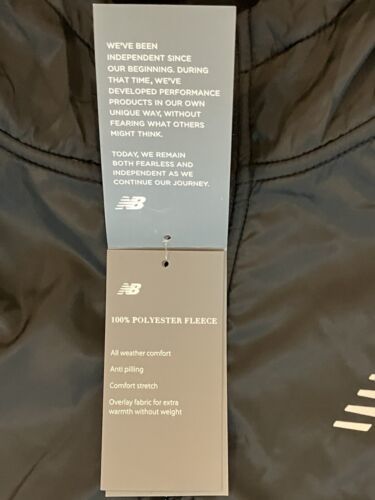 WE'VE BEEN
INDEPENDENT SINCE
OUR BEGINNING. DURING
THAT TIME, WE'VE
DEVELOPED PERFORMANCE
PRODUCTS IN OUR OWN
UNIQUE WAY, WITHOUT
FEARING WHAT OTHERS
MIGHT THINK.
TODAY, WE REMAIN
BOTH FEARLESS AND
INDEPENDENT AS WE
CONTINUE OUR JOURNEY.
NB
NB
100% POLYESTER FLEECE
All weather comfort
Anti pilling
Comfort stretch
Overlay fabric for extra
warmth without weight